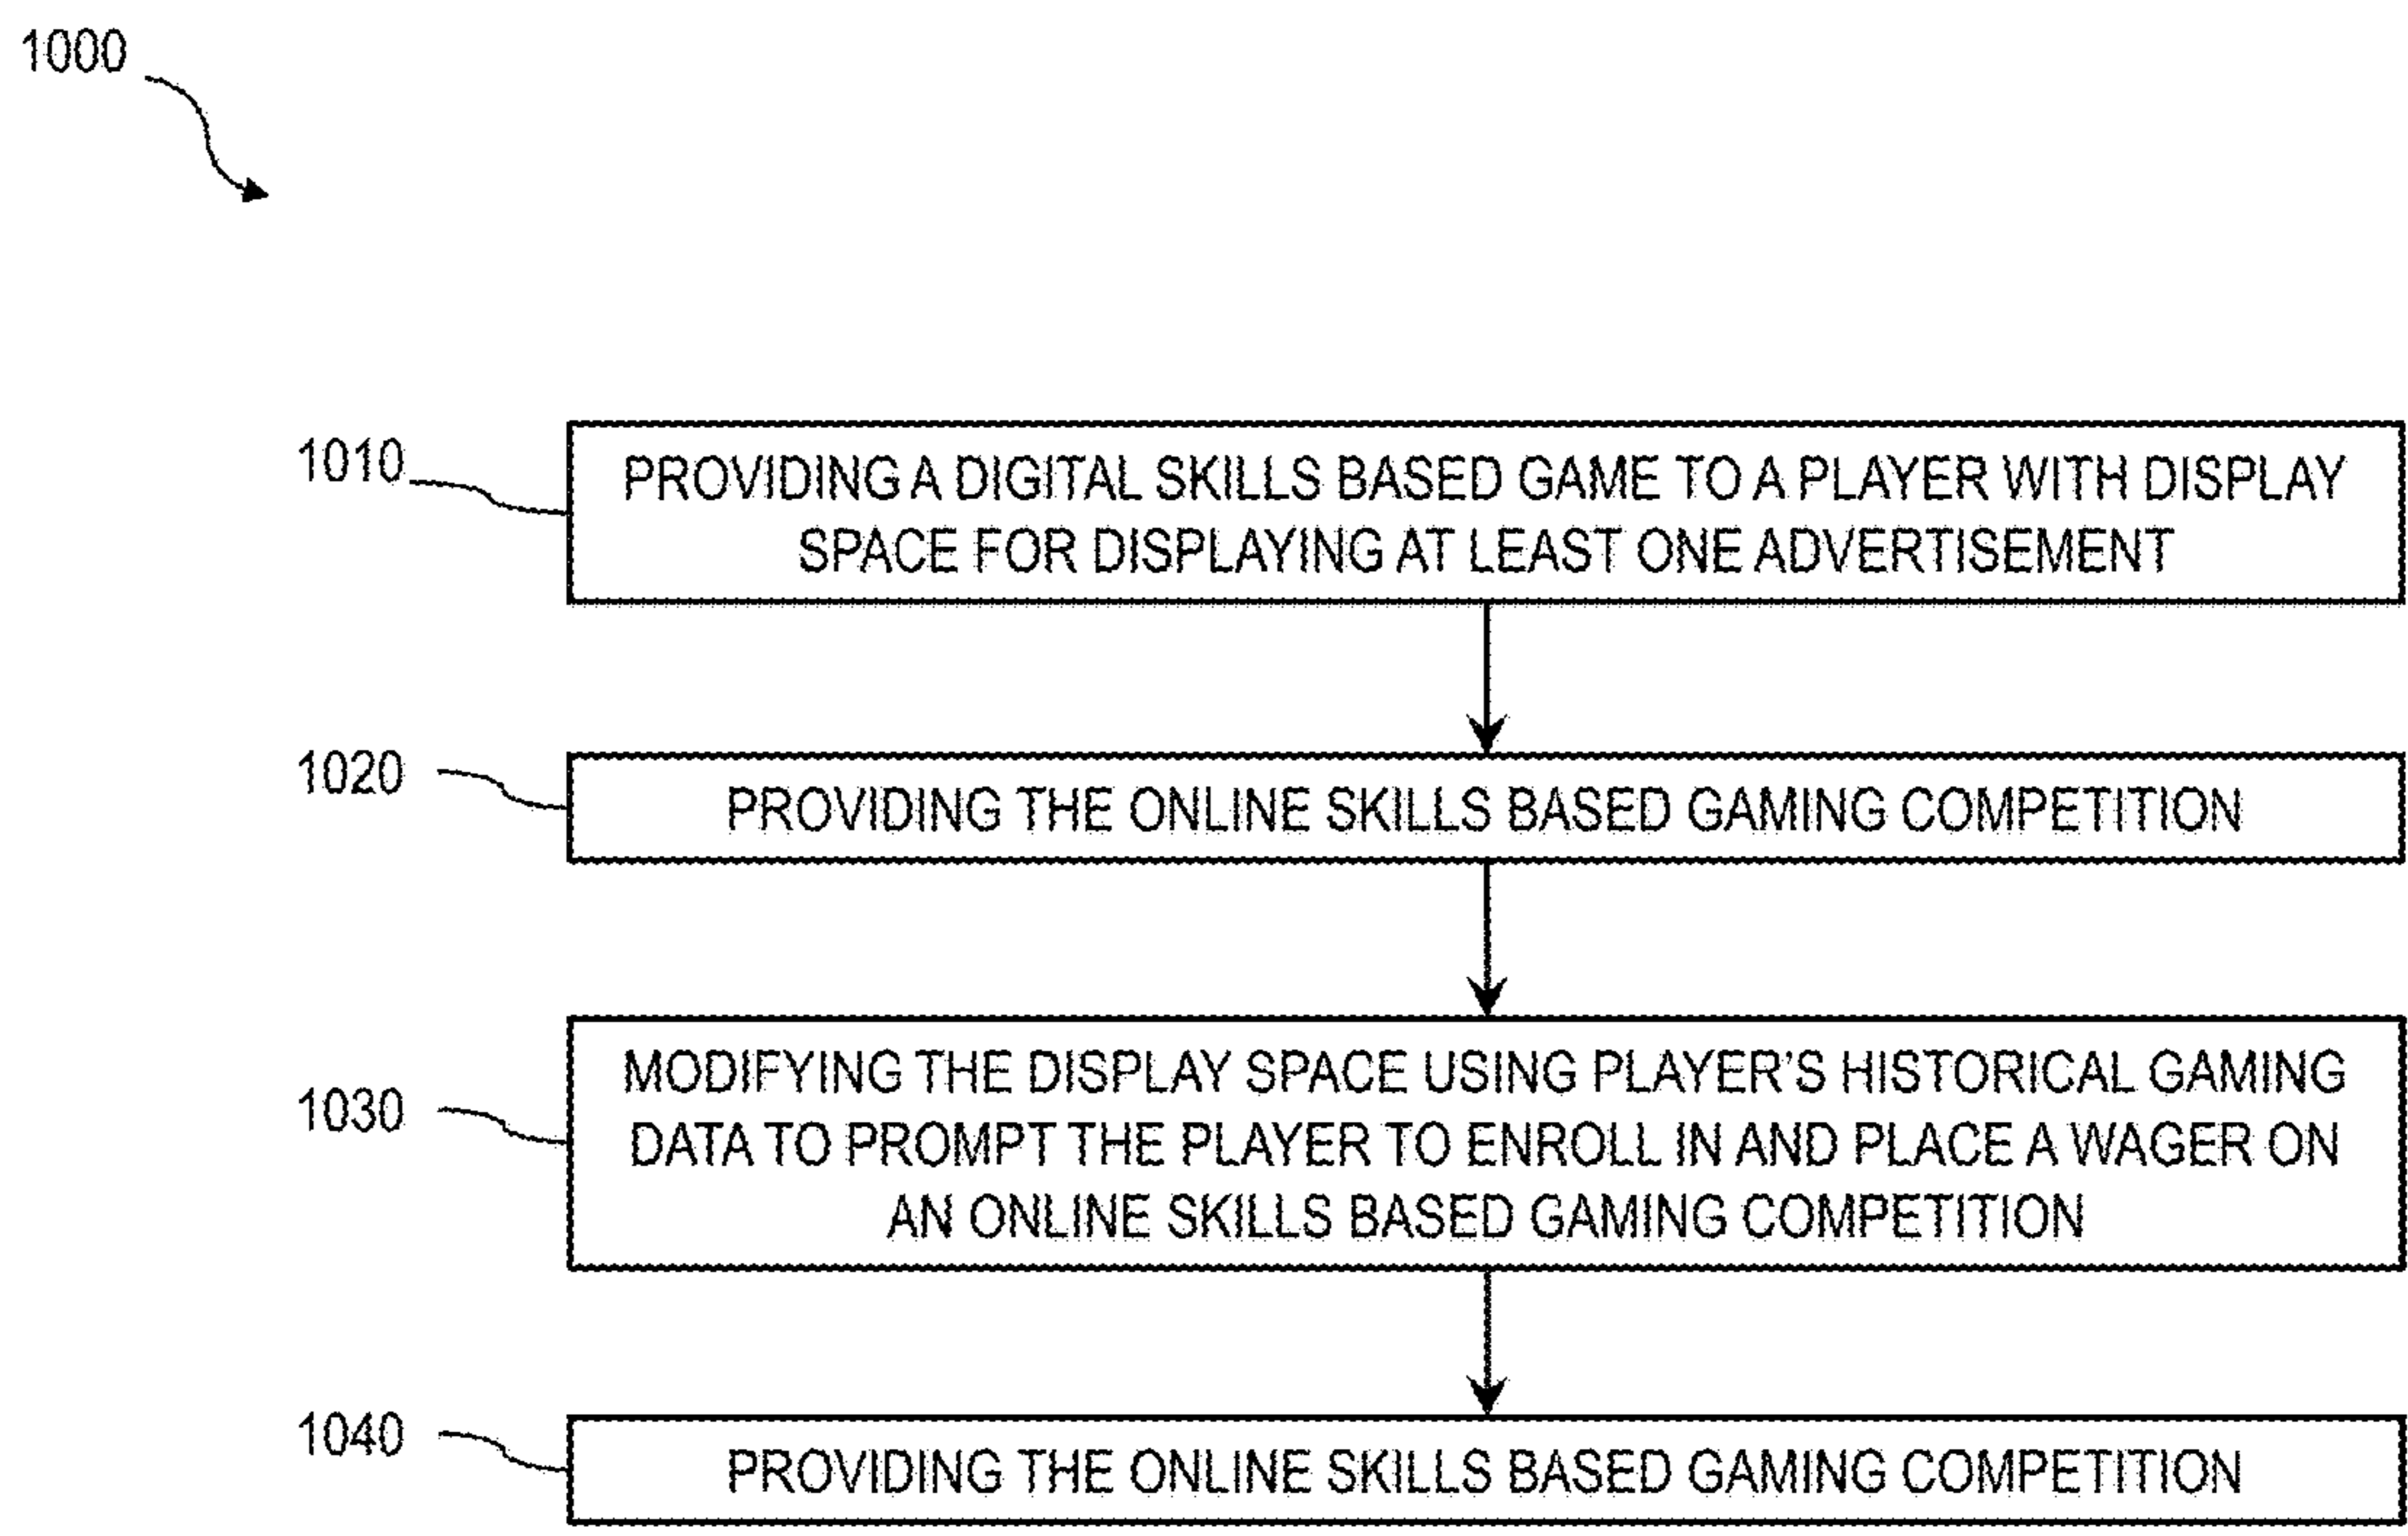 1000
1010
PROVIDING A DIGITAL SKILLS BASED GAME TO A PLAYER WITH DISPLAY
SPACE FOR DISPLAYING AT LEAST ONE ADVERTISEMENT
1020
PROVIDING THE ONLINE SKILLS BASED GAMING COMPETITION
1030
MODIFYING THE DISPLAY SPACE USING PLAYER'S HISTORICAL GAMING
DATA TO PROMPT THE PLAYER TO ENROLL IN AND PLACE A WAGER ON
AN ONLINE SKILLS BASED GAMING COMPETITION
1040
PROVIDING THE ONLINE SKILLS BASED GAMING COMPETITION